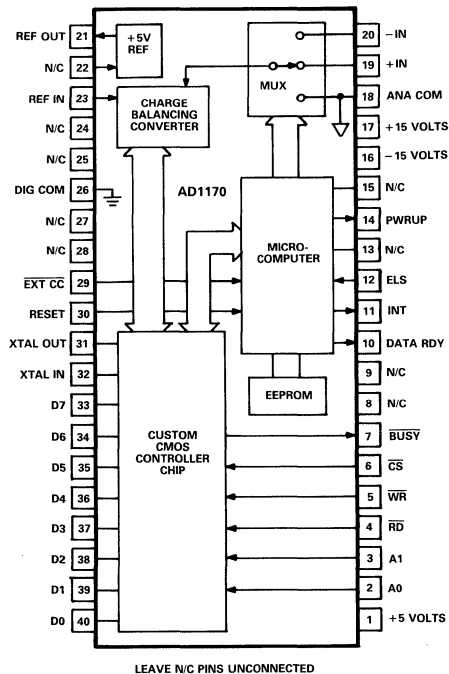 REF OUT 21
N/C 22
REF IN 23
N/C 24
N/C 25
DIG COM 26
N/C 27
N/C 28
EXT CC 29
RESET 30
XTAL OUT 31
XTAL IN 32
D7 33
D6 34
D5 35
D4 36
D3 37
D2 38
D1 39
D0 40
+5V
REF
CHARGE
BALANCING
CONVERTER
MUX
AD1170
MICRO-
COMPUTER
EEPROM
CUSTOM
CMOS
CONTROLLER
CHIP
20 −IN
19 +IN
18 ANA COM
17 +15 VOLTS
16 −15 VOLTS
15 N/C
14 PWRUP
13 N/C
12 ELS
11 INT
10 DATA RDY
9 N/C
8 N/C
7 BUSY
6 CS
5 WR
4 RD
3 A1
2 A0
1 +5 VOLTS
LEAVE N/C PINS UNCONNECTED